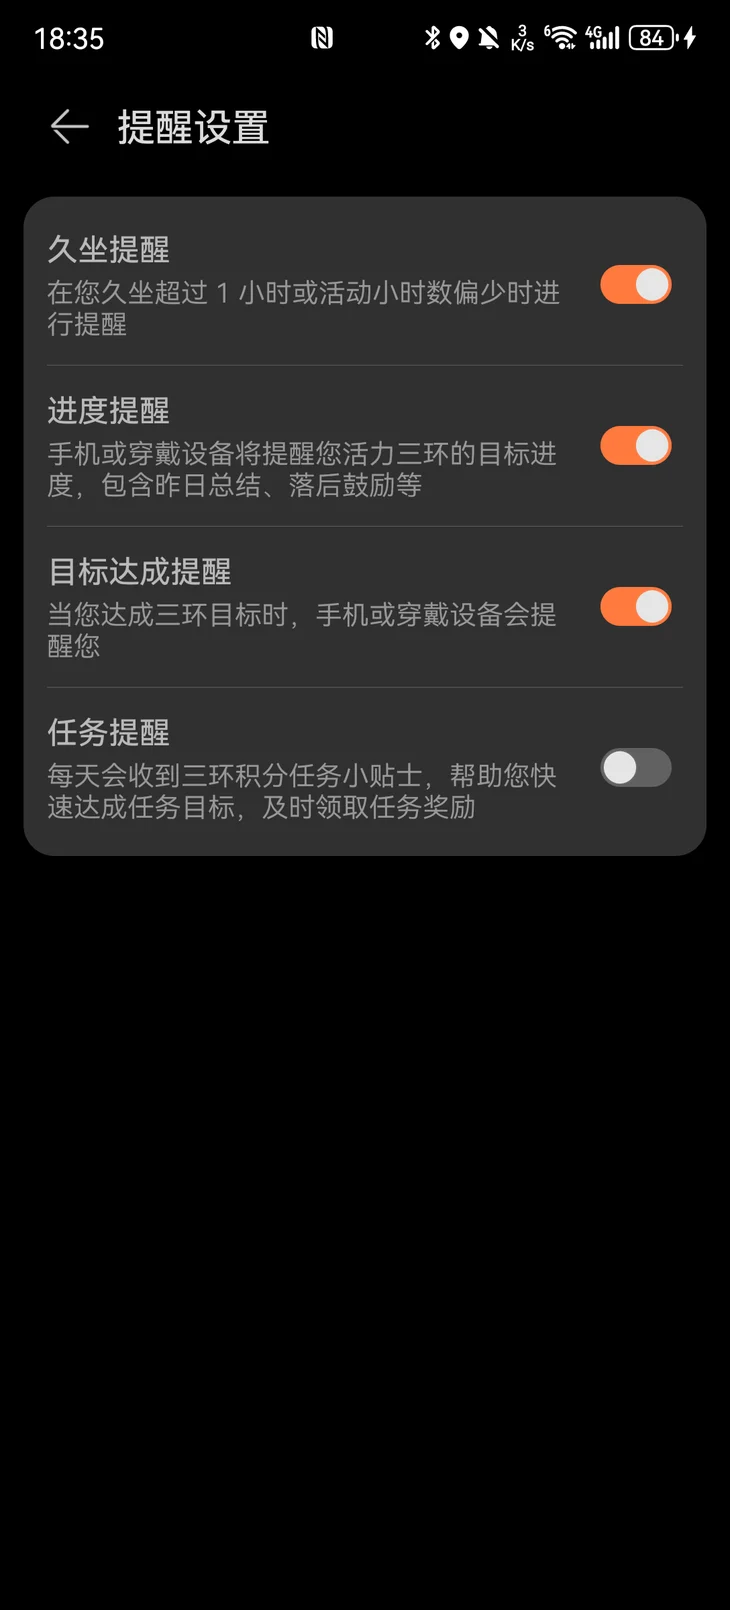 18:35
3
K/s
6
4G
84
提醒设置
久坐提醒
在您久坐超过 1 小时或活动小时数偏少时进
行提醒
进度提醒
手机或穿戴设备将提醒您活力三环的目标进
度，包含昨日总结、落后鼓励等
目标达成提醒
当您达成三环目标时，手机或穿戴设备会提
醒您
任务提醒
每天会收到三环积分任务小贴士，帮助您快
速达成任务目标，及时领取任务奖励